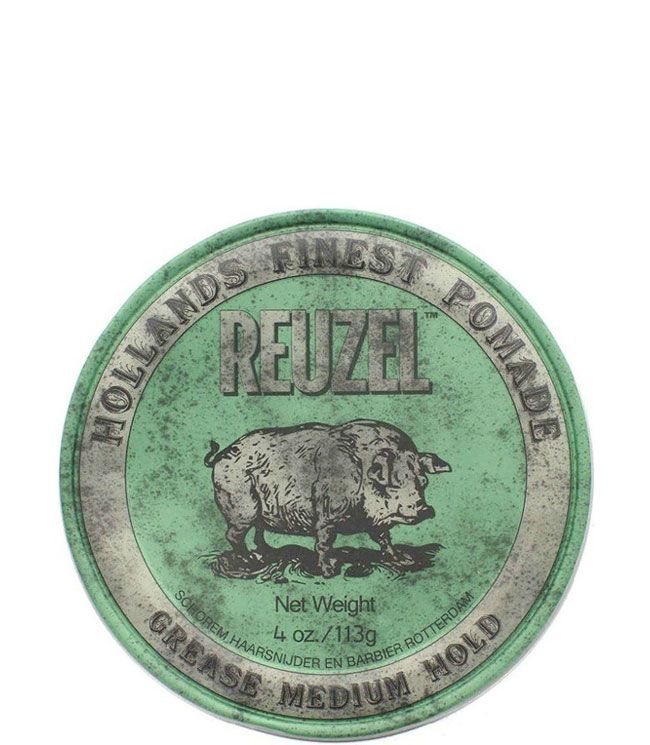 HOLLANDS FINEST POMADE
REUZEL™
Net Weight
4 oz./113g
SCHOREM HAARSNIJDER EN BARBIER ROTTERDAM
GREASE MEDIUM HOLD